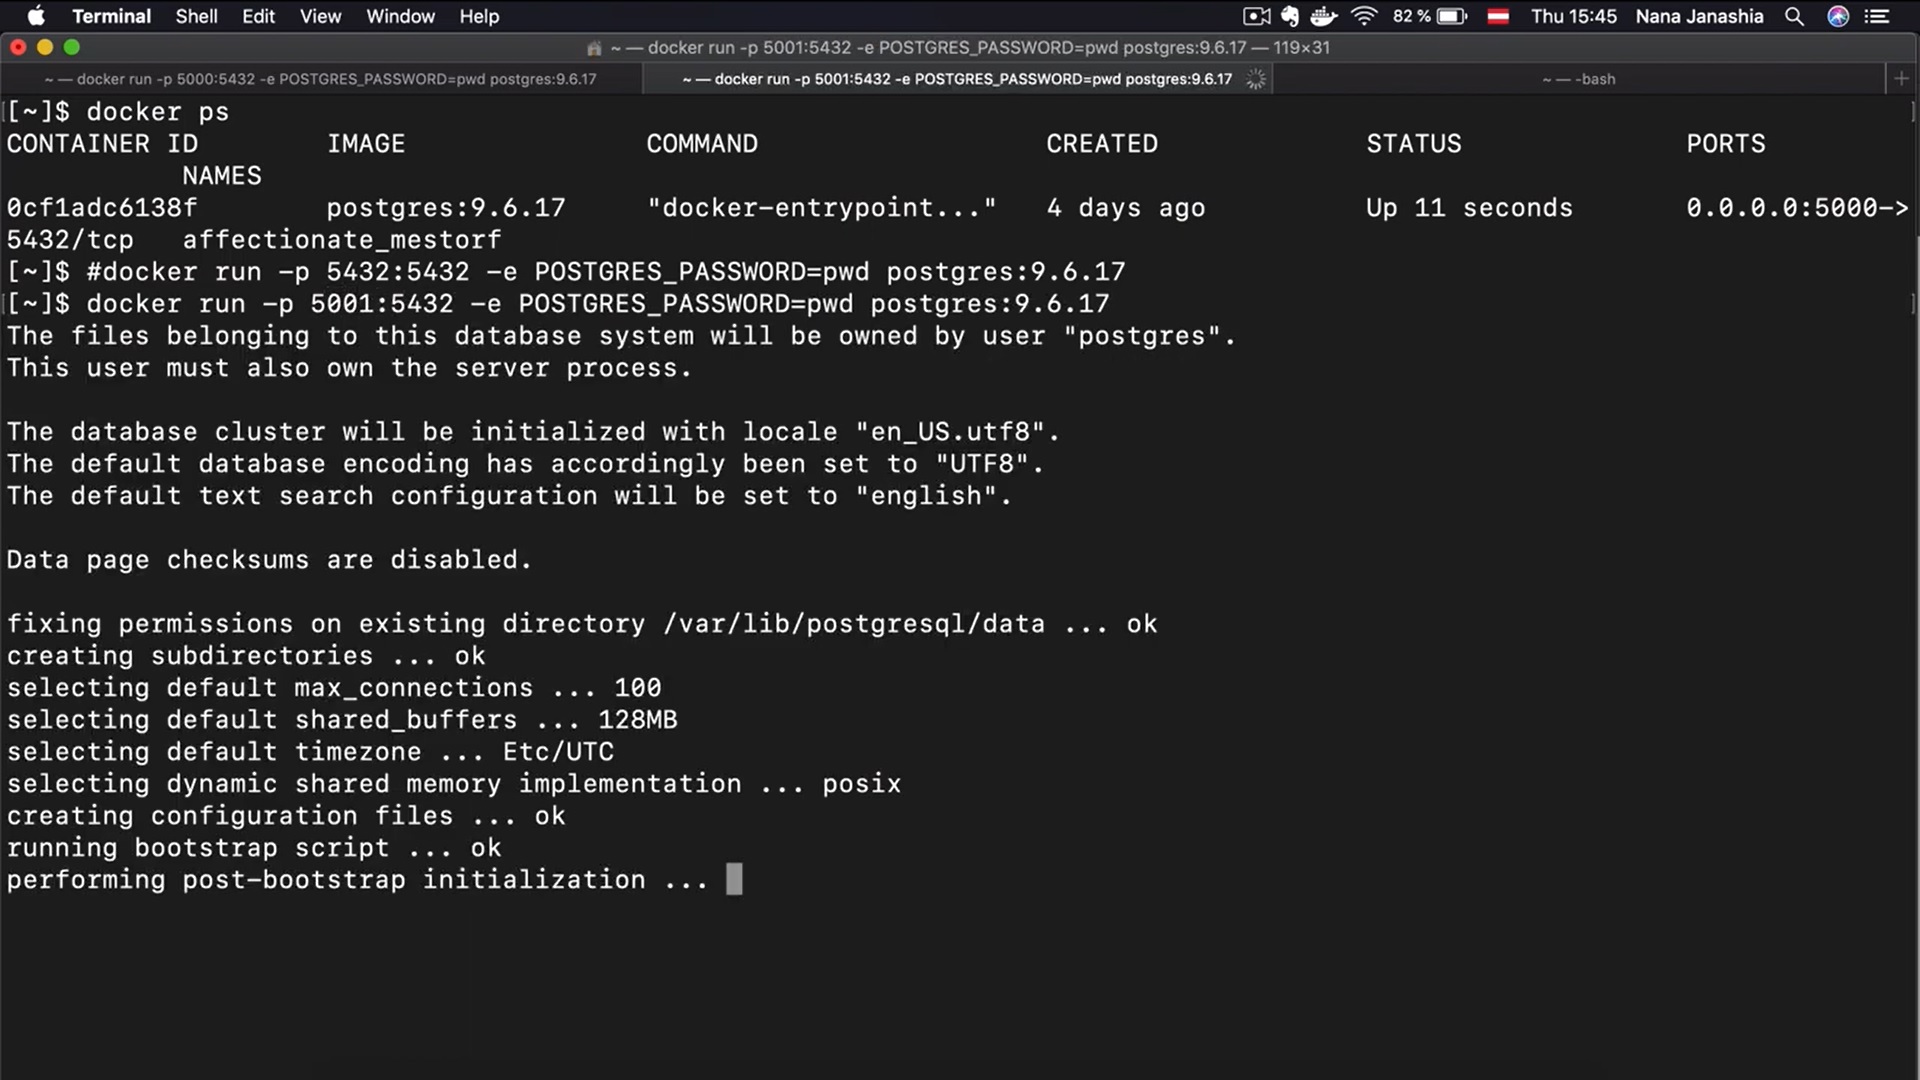 Terminal Shell Edit View Window Help 82 % Thu 15:45 Nana Janashia
~ — docker run -p 5001:5432 -e POSTGRES_PASSWORD=pwd postgres:9.6.17 — 119×31
~ — docker run -p 5000:5432 -e POSTGRES_PASSWORD=pwd postgres:9.6.17 ~ — docker run -p 5001:5432 -e POSTGRES_PASSWORD=pwd postgres:9.6.17 ~ — -bash +
[~]$ docker ps
CONTAINER ID IMAGE COMMAND CREATED STATUS PORTS
NAMES
0cf1adc6138f postgres:9.6.17 "docker-entrypoint..." 4 days ago Up 11 seconds 0.0.0.0:5000->
5432/tcp affectionate_mestorf
[~]$ #docker run -p 5432:5432 -e POSTGRES_PASSWORD=pwd postgres:9.6.17
[~]$ docker run -p 5001:5432 -e POSTGRES_PASSWORD=pwd postgres:9.6.17
The files belonging to this database system will be owned by user "postgres".
This user must also own the server process.
The database cluster will be initialized with locale "en_US.utf8".
The default database encoding has accordingly been set to "UTF8".
The default text search configuration will be set to "english".
Data page checksums are disabled.
fixing permissions on existing directory /var/lib/postgresql/data ... ok
creating subdirectories ... ok
selecting default max_connections ... 100
selecting default shared_buffers ... 128MB
selecting default timezone ... Etc/UTC
selecting dynamic shared memory implementation ... posix
creating configuration files ... ok
running bootstrap script ... ok
performing post-bootstrap initialization ...